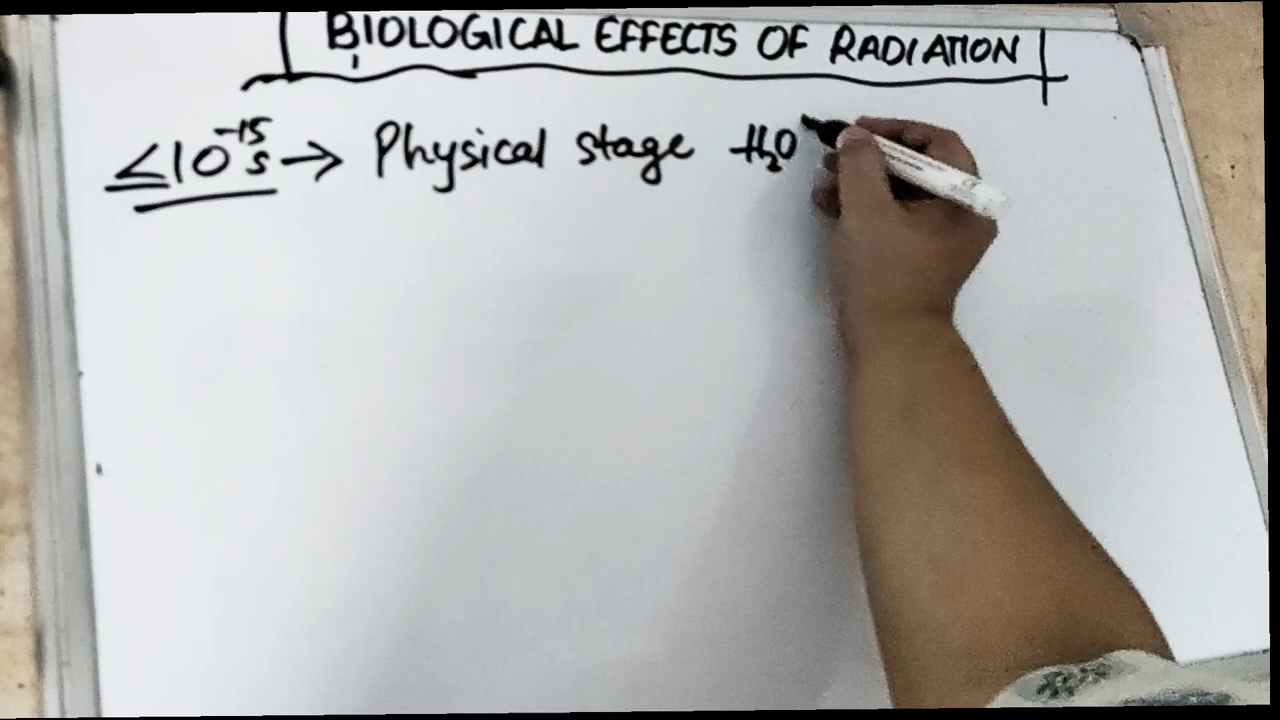 BIOLOGICAL EFFECTS OF RADIATION
≤10⁻¹⁵s → Physical stage H₂O